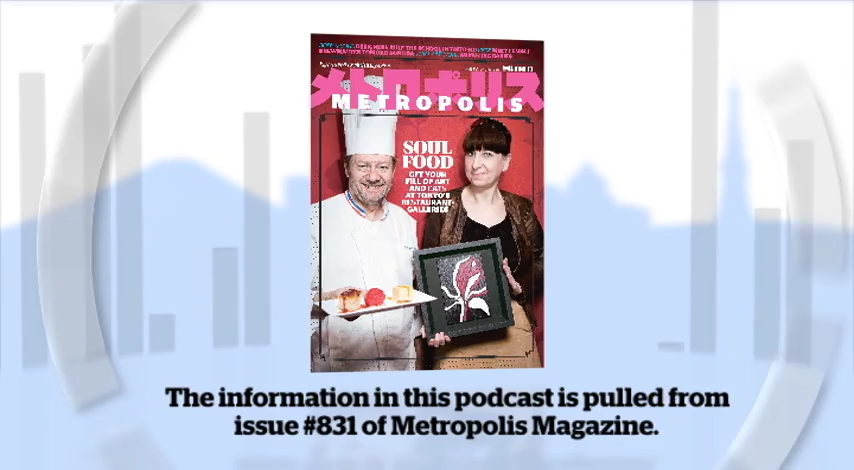 メトロポリス
METROPOLIS
SOUL
FOOD
GET YOUR
FILL OF ART
AND EATS
AT TOKYO'S
RESTAURANT-
GALLERIES
The information in this podcast is pulled from
issue #831 of Metropolis Magazine.